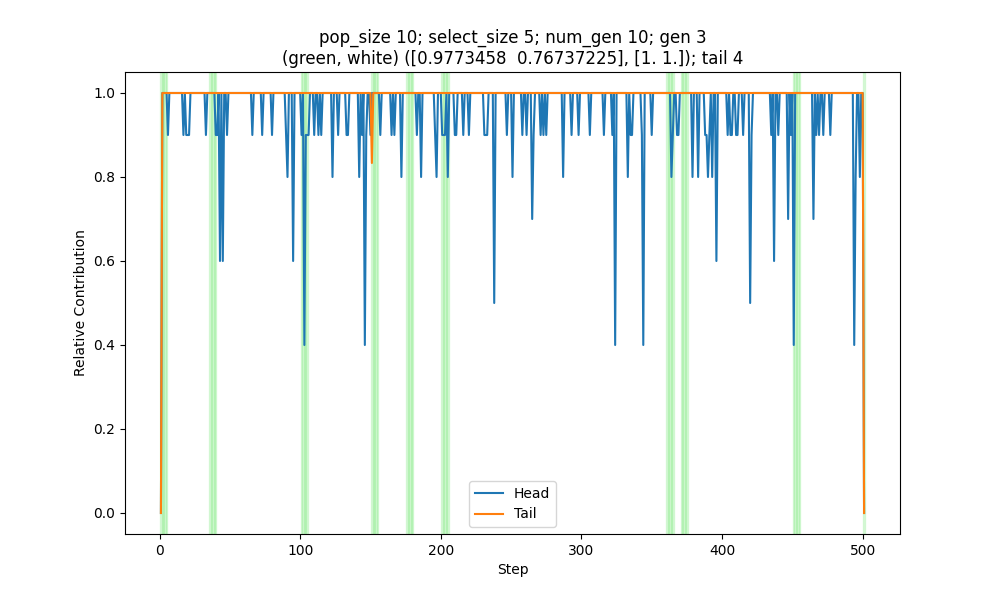 pop_size 10; select_size 5; num_gen 10; gen 3
(green, white) ([0.9773458  0.76737225], [1. 1.]); tail 4
1.0
0.8
0.6
0.4
0.2
0.0
Relative Contribution
Head
Tail
0
100
200
300
400
500
Step